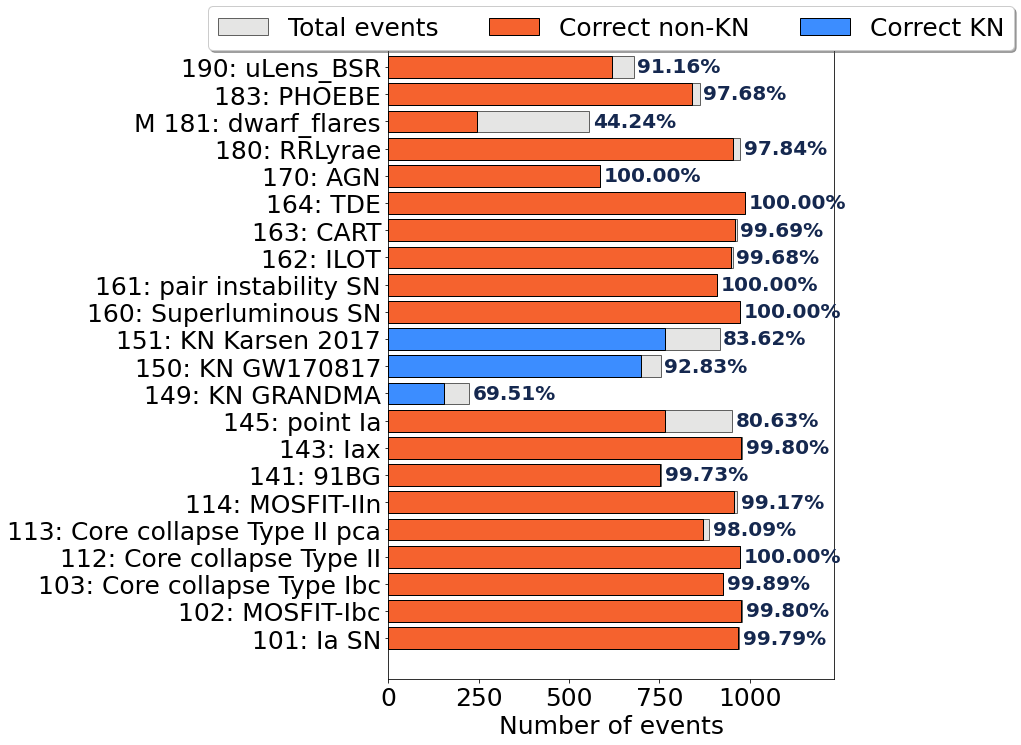 Total events Correct non-KN Correct KN
190: uLens_BSR 91.16%
183: PHOEBE 97.68%
M 181: dwarf_flares 44.24%
180: RRLyrae 97.84%
170: AGN 100.00%
164: TDE 100.00%
163: CART 99.69%
162: ILOT 99.68%
161: pair instability SN 100.00%
160: Superluminous SN 100.00%
151: KN Karsen 2017 83.62%
150: KN GW170817 92.83%
149: KN GRANDMA 69.51%
145: point Ia 80.63%
143: Iax 99.80%
141: 91BG 99.73%
114: MOSFIT-IIn 99.17%
113: Core collapse Type II pca 98.09%
112: Core collapse Type II 100.00%
103: Core collapse Type Ibc 99.89%
102: MOSFIT-Ibc 99.80%
101: Ia SN 99.79%
0 250 500 750 1000
Number of events